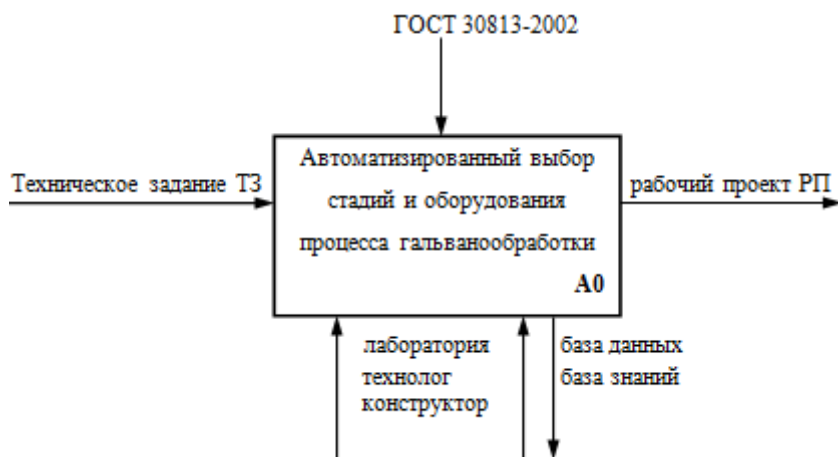 ГОСТ 30813-2002
Автоматизированный выбор
стадий и оборудования
процесса гальванообработки
А0
Техническое задание ТЗ
рабочий проект РП
лаборатория
технолог
конструктор
база данных
база знаний